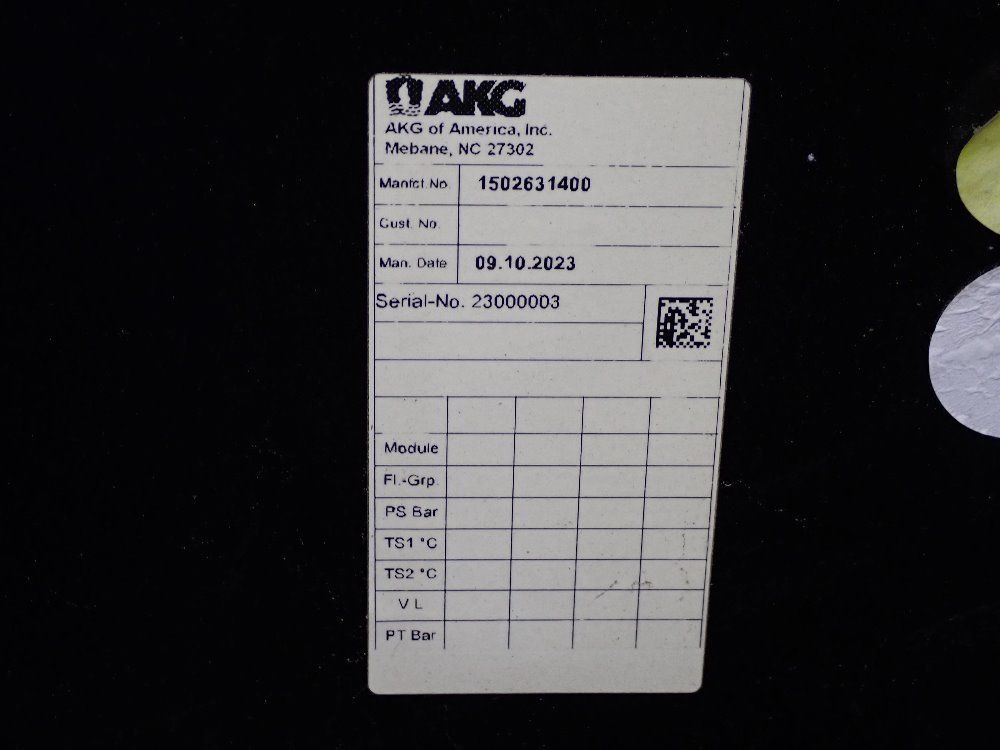 AKG
AKG of America, Inc.
Mebane, NC 27302
Manfct.No. 1502631400
Cust. No.
Man. Date 09.10.2023
Serial-No. 23000003
Module
Fl.-Grp.
PS Bar
TS1 °C
TS2 °C
V L
PT Bar